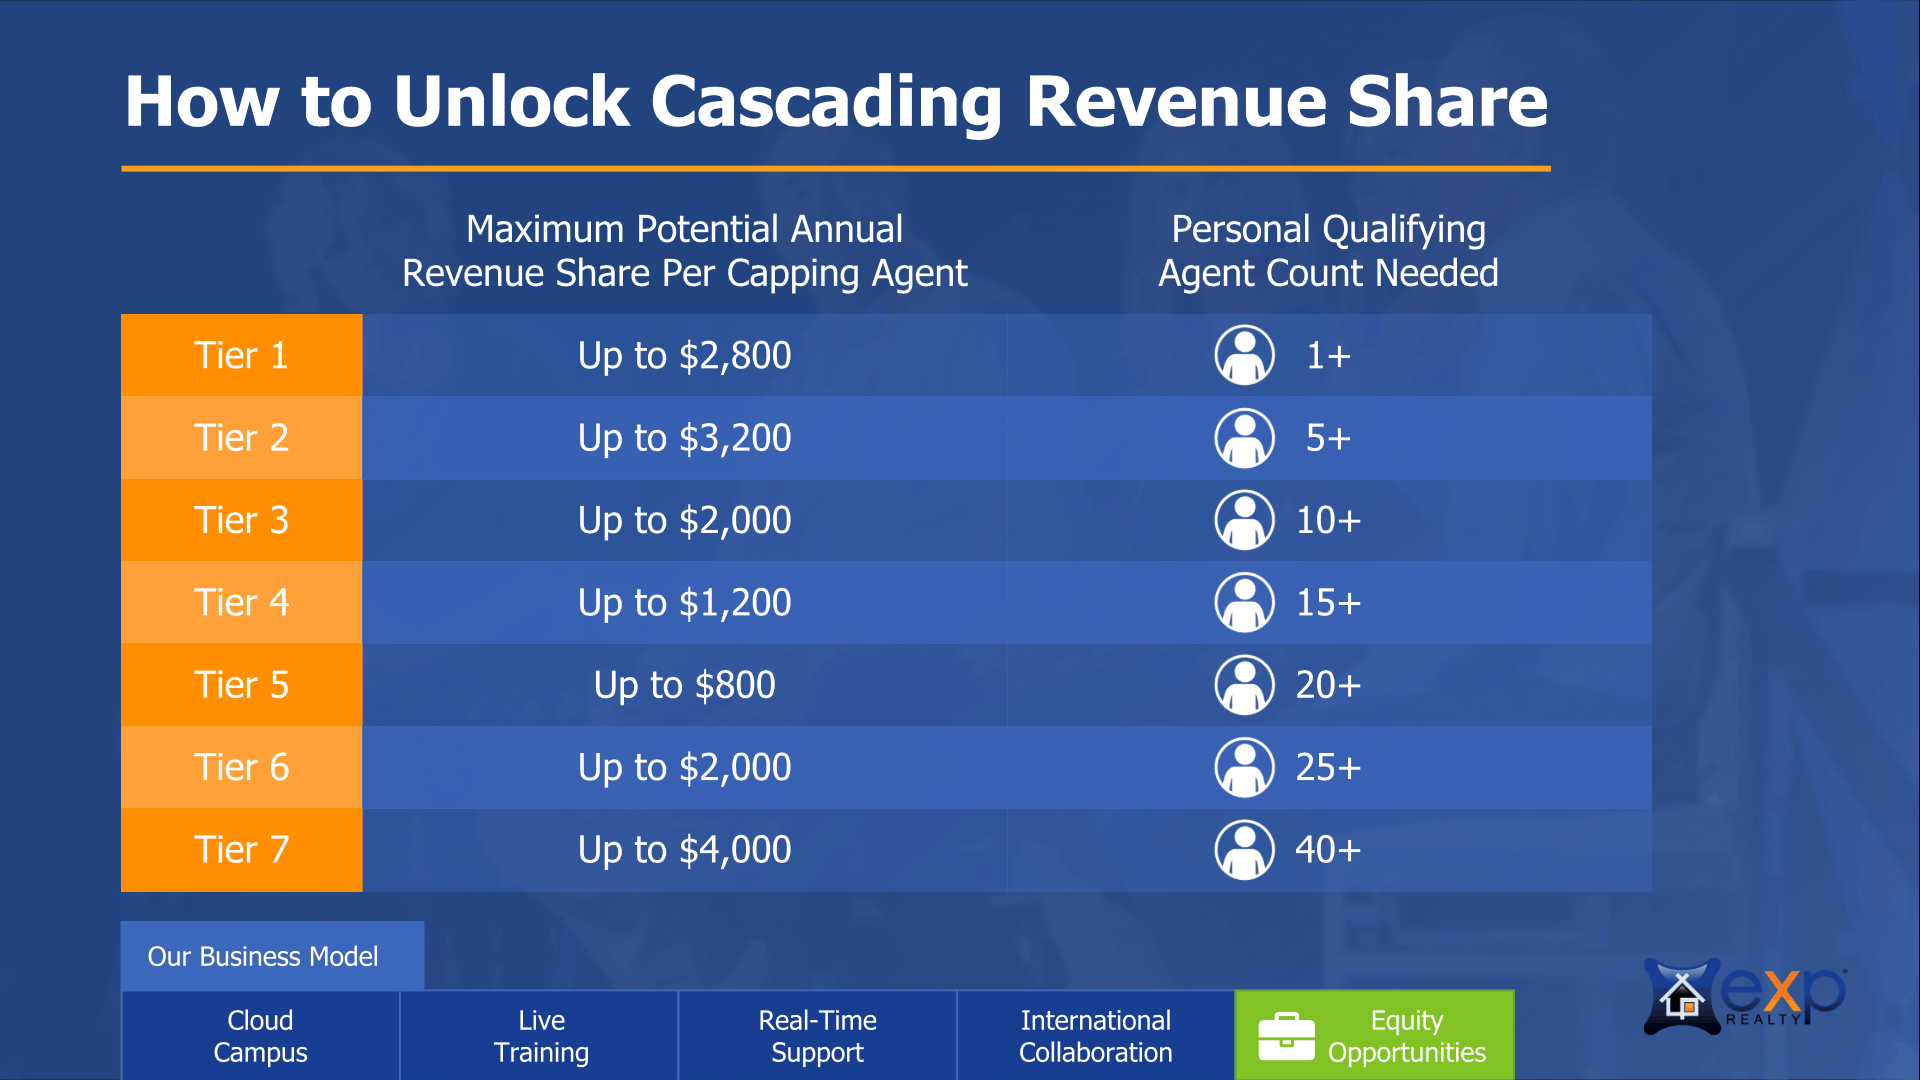 How to Unlock Cascading Revenue Share
Maximum Potential Annual
Revenue Share Per Capping Agent
Personal Qualifying
Agent Count Needed
Tier 1 Up to $2,800 1+
Tier 2 Up to $3,200 5+
Tier 3 Up to $2,000 10+
Tier 4 Up to $1,200 15+
Tier 5 Up to $800 20+
Tier 6 Up to $2,000 25+
Tier 7 Up to $4,000 40+
Our Business Model
Cloud
Campus
Live
Training
Real-Time
Support
International
Collaboration
Equity
Opportunities
exp
REALTY